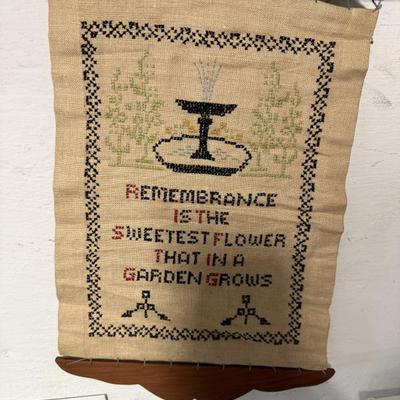 REMEMBRANCE
IS THE
SWEETEST FLOWER
THAT IN A
GARDEN GROWS